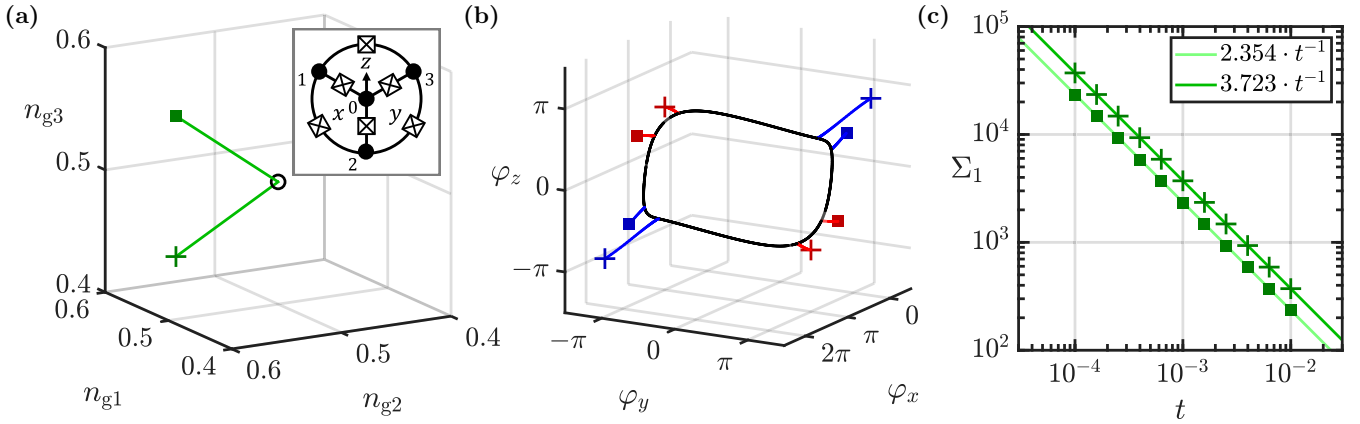 (a)
0.6
n_g3
0.5
0.4
0.6
0.5
0.4
n_g1
0.6
0.5
0.4
n_g2
z
1
3
0
x
y
2
(b)
π
φ_z
0
−π
−π
0
π
φ_y
2π
π
0
φ_x
(c)
10^5
10^4
Σ_1
10^3
10^2
2.354 · t^−1
3.723 · t^−1
10^−4
10^−3
10^−2
t